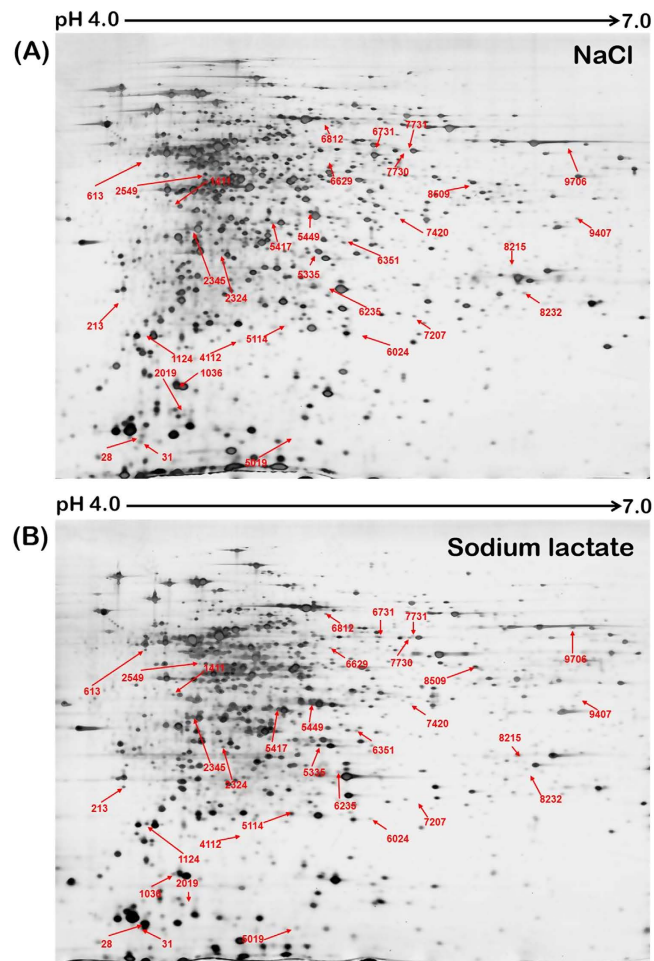 pH 4.0 7.0
(A) NaCl
6812 6731 7731
7730
613 6629 9706
2549 1411 8509
5449 7420 9407
5417
6351 8215
2345 5335
2324
213 6235 8232
5114 7207
1124 4112 6024
2019 1036
28 31 5019
pH 4.0 7.0
(B) Sodium lactate
6731 7731
6812
7730
613 6629 9706
2549 1411 8509
5449 7420 9407
5417 6351 8215
2345 5335
2324
213 6235 8232
5114 7207
4112 6024
1124
1036 2019
28 31 5019